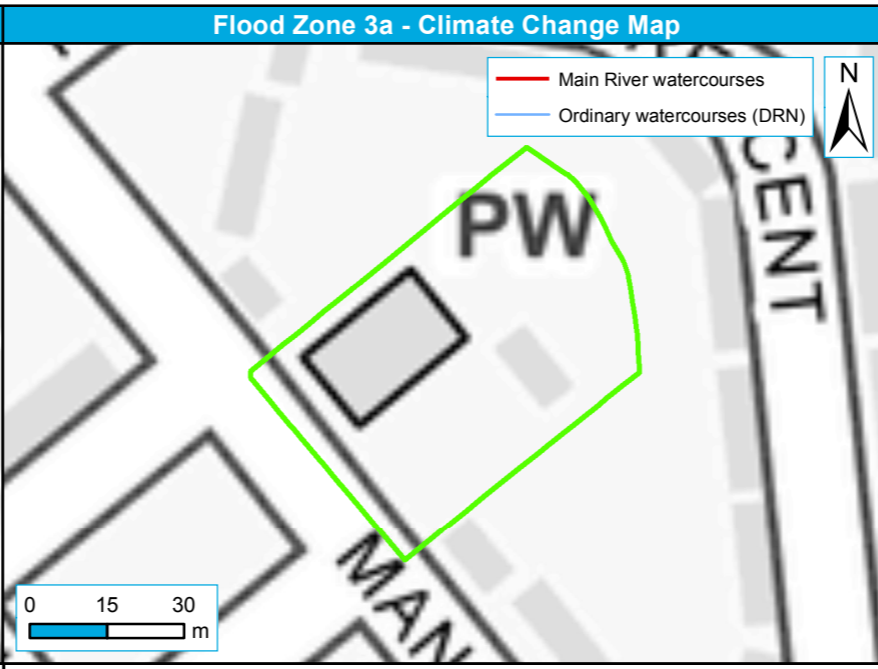 Flood Zone 3a - Climate Change Map
Main River watercourses
Ordinary watercourses (DRN)
N
PW
CENT
MAN
0 15 30
m